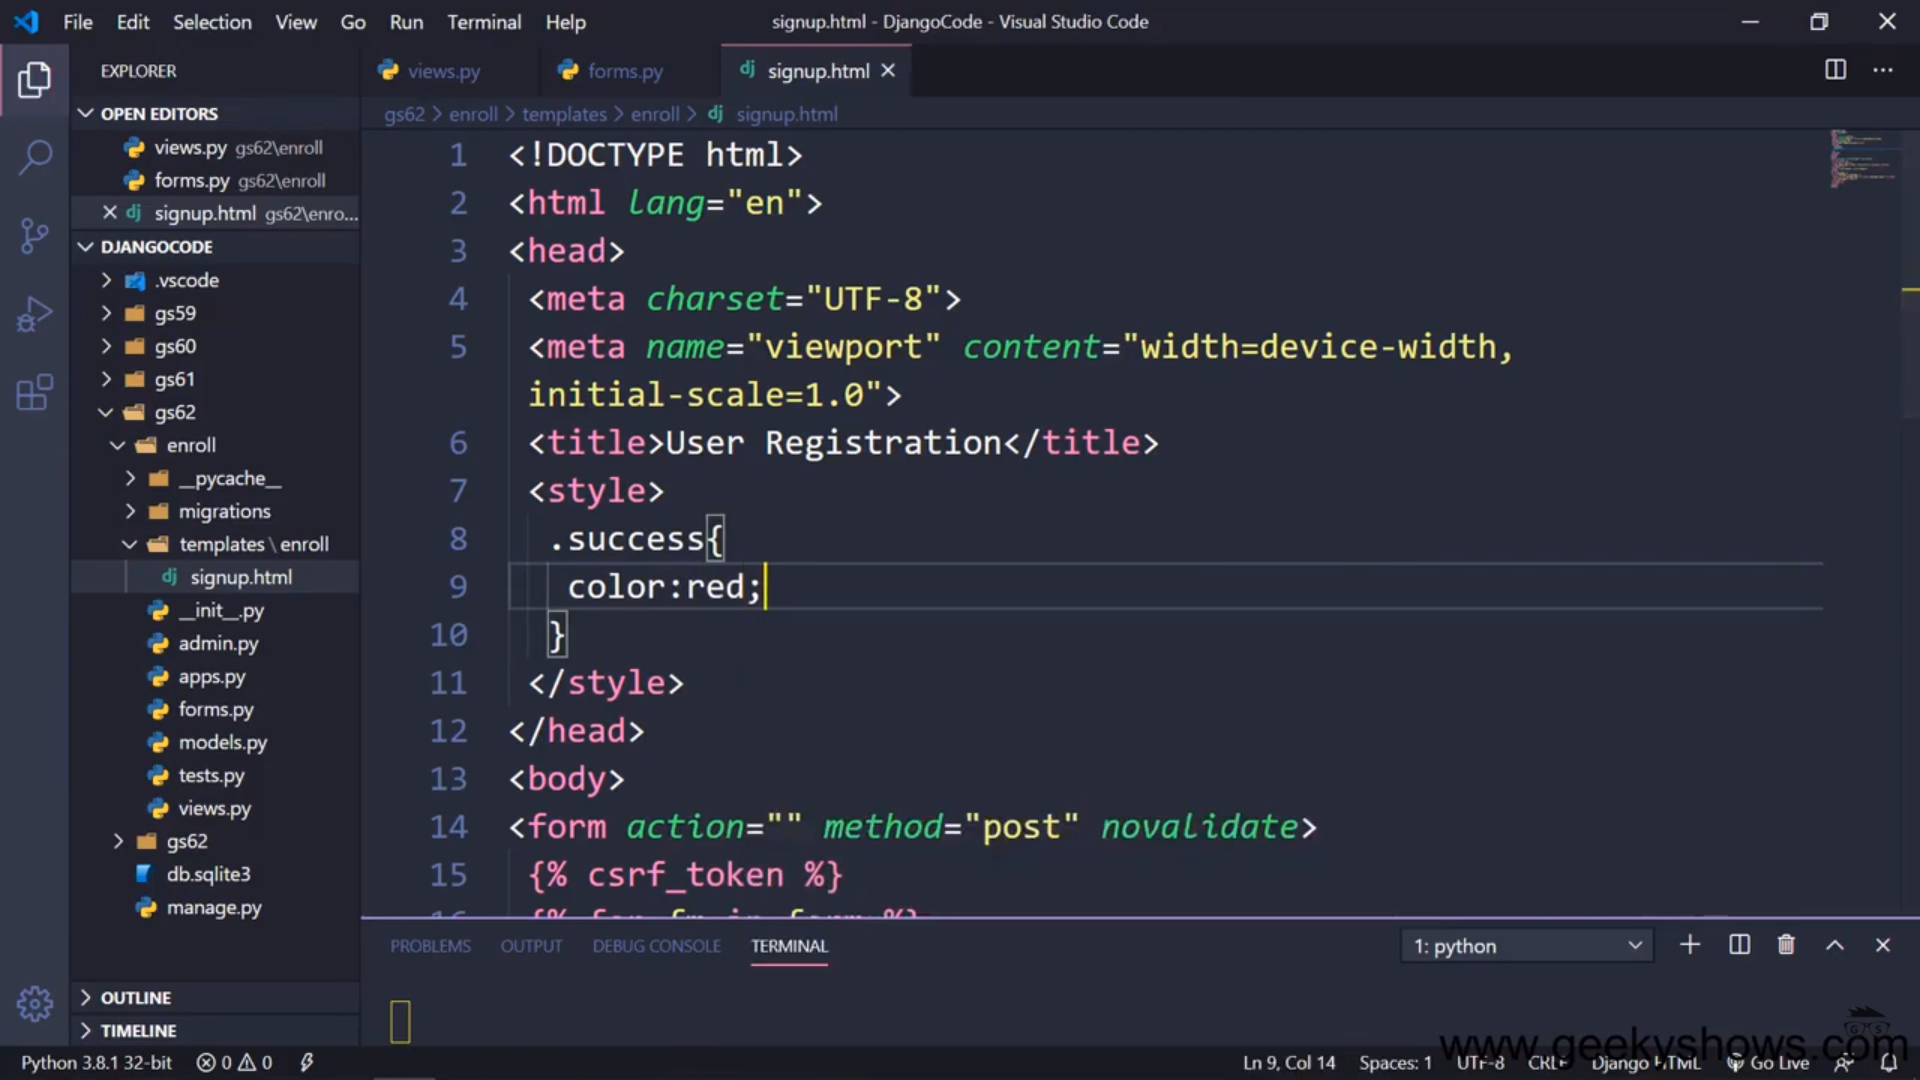 File Edit Selection View Go Run Terminal Help
signup.html - DjangoCode - Visual Studio Code
EXPLORER
OPEN EDITORS
views.py gs62\enroll
forms.py gs62\enroll
signup.html gs62\enro...
DJANGOCODE
.vscode
gs59
gs60
gs61
gs62
enroll
__pycache__
migrations
templates\enroll
signup.html
__init__.py
admin.py
apps.py
forms.py
models.py
tests.py
views.py
gs62
db.sqlite3
manage.py
OUTLINE
TIMELINE
views.py forms.py signup.html
gs62 > enroll > templates > enroll > signup.html
1 <!DOCTYPE html>
2 <html lang="en">
3 <head>
4 <meta charset="UTF-8">
5 <meta name="viewport" content="width=device-width,
initial-scale=1.0">
6 <title>User Registration</title>
7 <style>
8 .success{
9 color:red;
10 }
11 </style>
12 </head>
13 <body>
14 <form action="" method="post" novalidate>
15 {% csrf_token %}
16 {% for fm in form %}
PROBLEMS OUTPUT DEBUG CONSOLE TERMINAL
1: python
www.geekyshows.com
Python 3.8.1 32-bit 0 0
Ln 9, Col 14 Spaces: 1 UTF-8 CRLF Django HTML Go Live